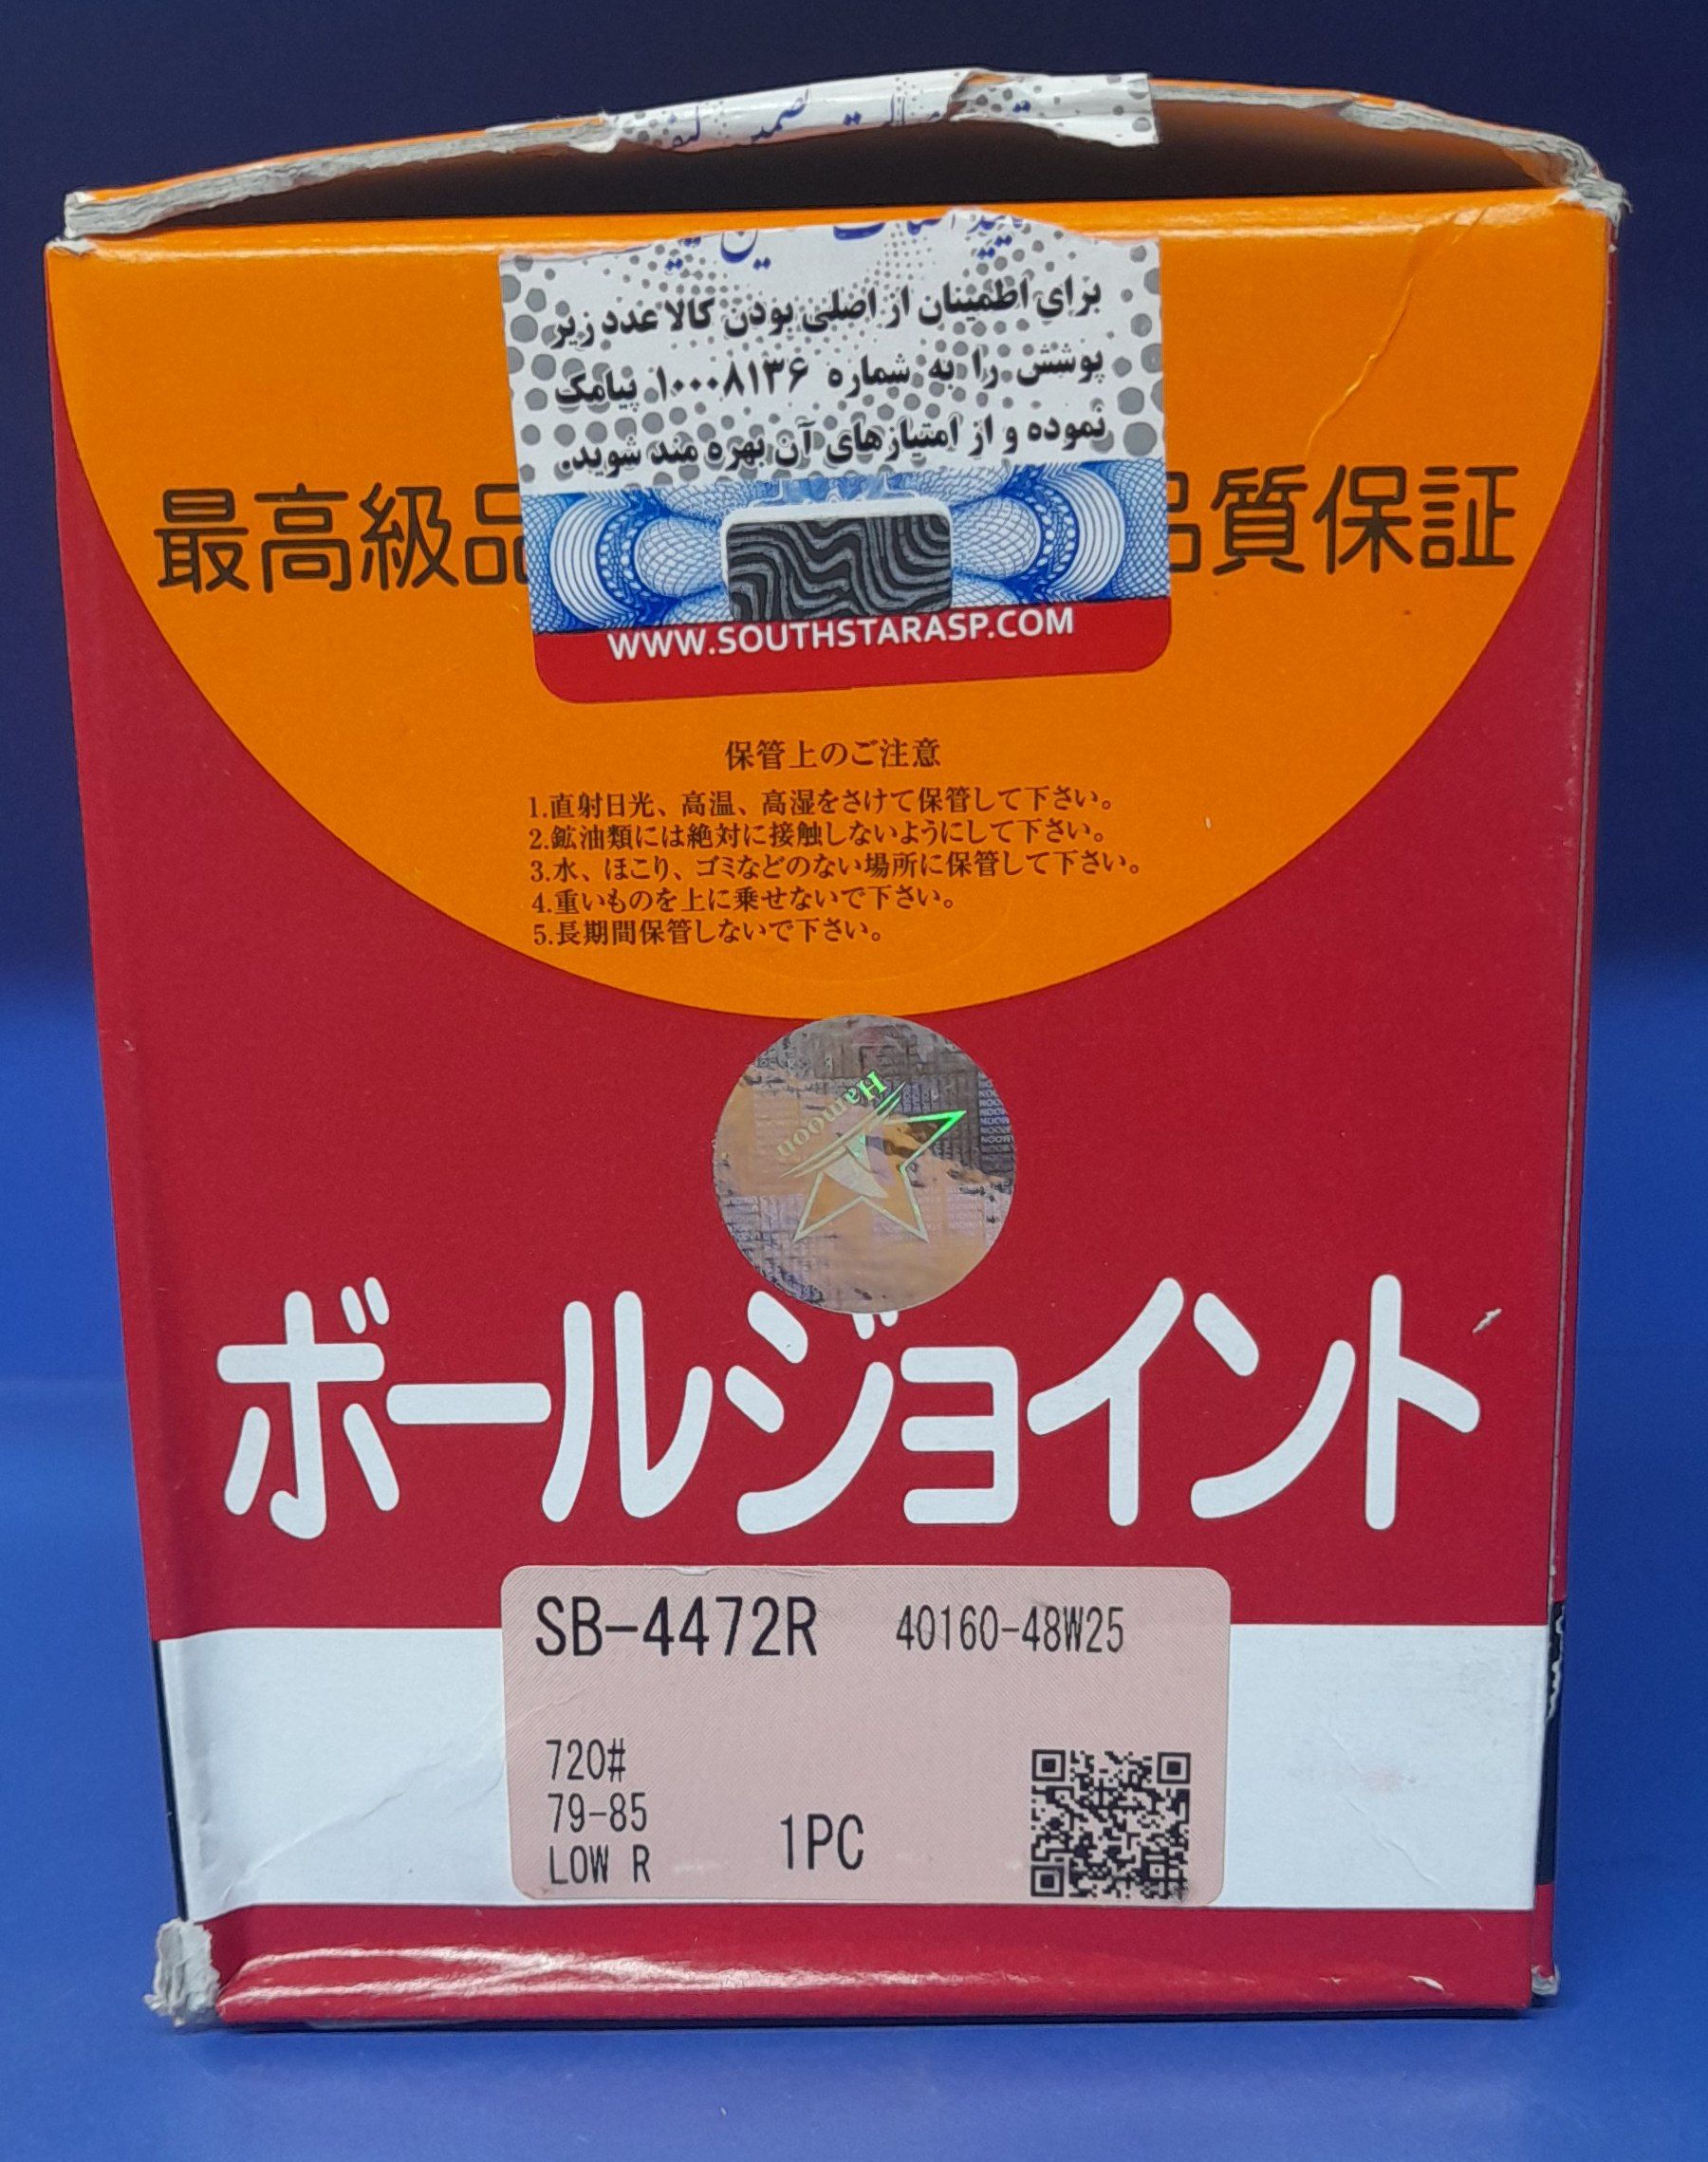 برای اطمینان از اصلی بودن کالا عدد زیر
پوشش را به شماره ۱۰۰۰۸۱۳۶ پیامک
نموده و از امتیازهای آن بهره مند شوید.
最高級品 品質保証
WWW.SOUTHSTARASP.COM
保管上のご注意
1.直射日光、高温、高湿をさけて保管して下さい。
2.鉱油類には絶対に接触しないようにして下さい。
3.水、ほこり、ゴミなどのない場所に保管して下さい。
4.重いものを上に乗せないで下さい。
5.長期間保管しないで下さい。
Hamoon
ボールジョイント
SB-4472R 40160-48W25
720#
79-85
LOW R 1PC